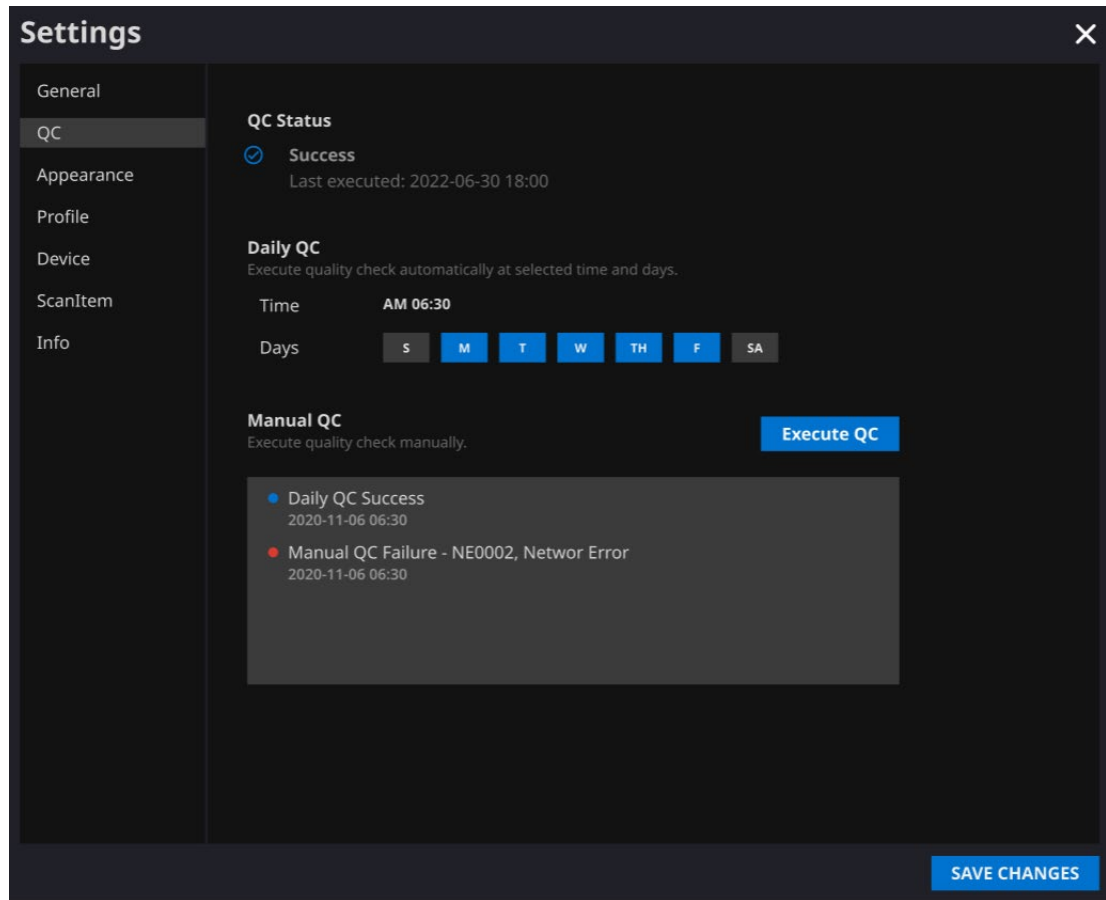 Settings
General
QC
Appearance
Profile
Device
ScanItem
Info
QC Status
Success
Last executed: 2022-06-30 18:00
Daily QC
Execute quality check automatically at selected time and days.
Time AM 06:30
Days S M T W TH F SA
Manual QC
Execute quality check manually.
Execute QC
Daily QC Success
2020-11-06 06:30
Manual QC Failure - NE0002, Networ Error
2020-11-06 06:30
SAVE CHANGES